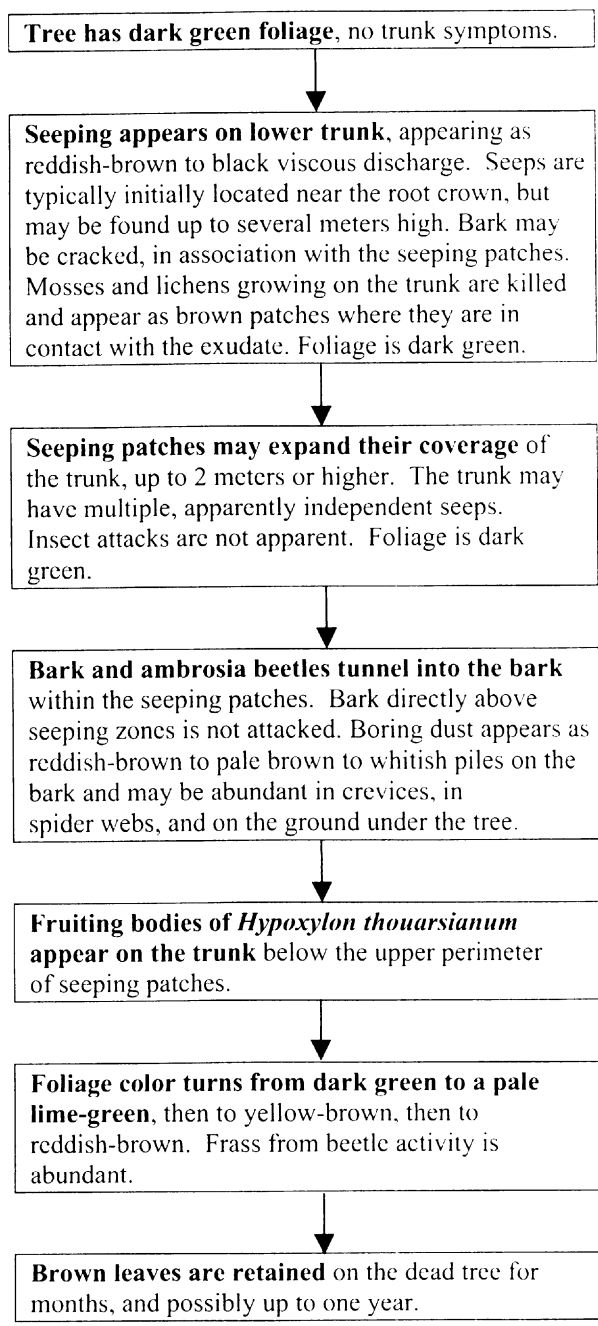 Tree has dark green foliage, no trunk symptoms.
Seeping appears on lower trunk, appearing as
reddish-brown to black viscous discharge. Seeps are
typically initially located near the root crown, but
may be found up to several meters high. Bark may
be cracked, in association with the seeping patches.
Mosses and lichens growing on the trunk are killed
and appear as brown patches where they are in
contact with the exudate. Foliage is dark green.
Seeping patches may expand their coverage of
the trunk, up to 2 meters or higher. The trunk may
have multiple, apparently independent seeps.
Insect attacks are not apparent. Foliage is dark
green.
Bark and ambrosia beetles tunnel into the bark
within the seeping patches. Bark directly above
seeping zones is not attacked. Boring dust appears as
reddish-brown to pale brown to whitish piles on the
bark and may be abundant in crevices, in
spider webs, and on the ground under the tree.
Fruiting bodies of Hypoxylon thouarsianum
appear on the trunk below the upper perimeter
of seeping patches.
Foliage color turns from dark green to a pale
lime-green, then to yellow-brown, then to
reddish-brown. Frass from beetle activity is
abundant.
Brown leaves are retained on the dead tree for
months, and possibly up to one year.